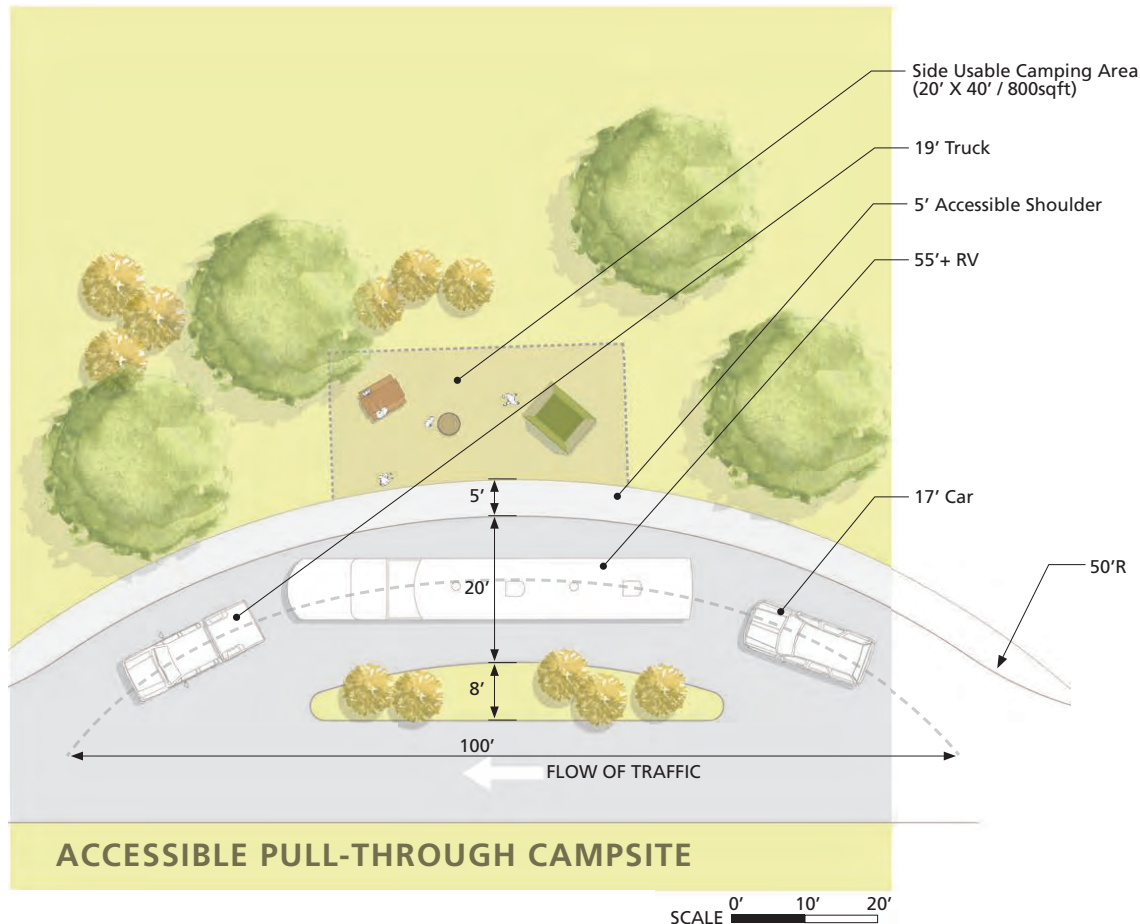 Side Usable Camping Area
(20’ X 40’ / 800sqft)
19’ Truck
5’ Accessible Shoulder
55’+ RV
17’ Car
5’
50’R
20’
8’
100’
FLOW OF TRAFFIC
ACCESSIBLE PULL-THROUGH CAMPSITE
0’ 10’ 20’
SCALE